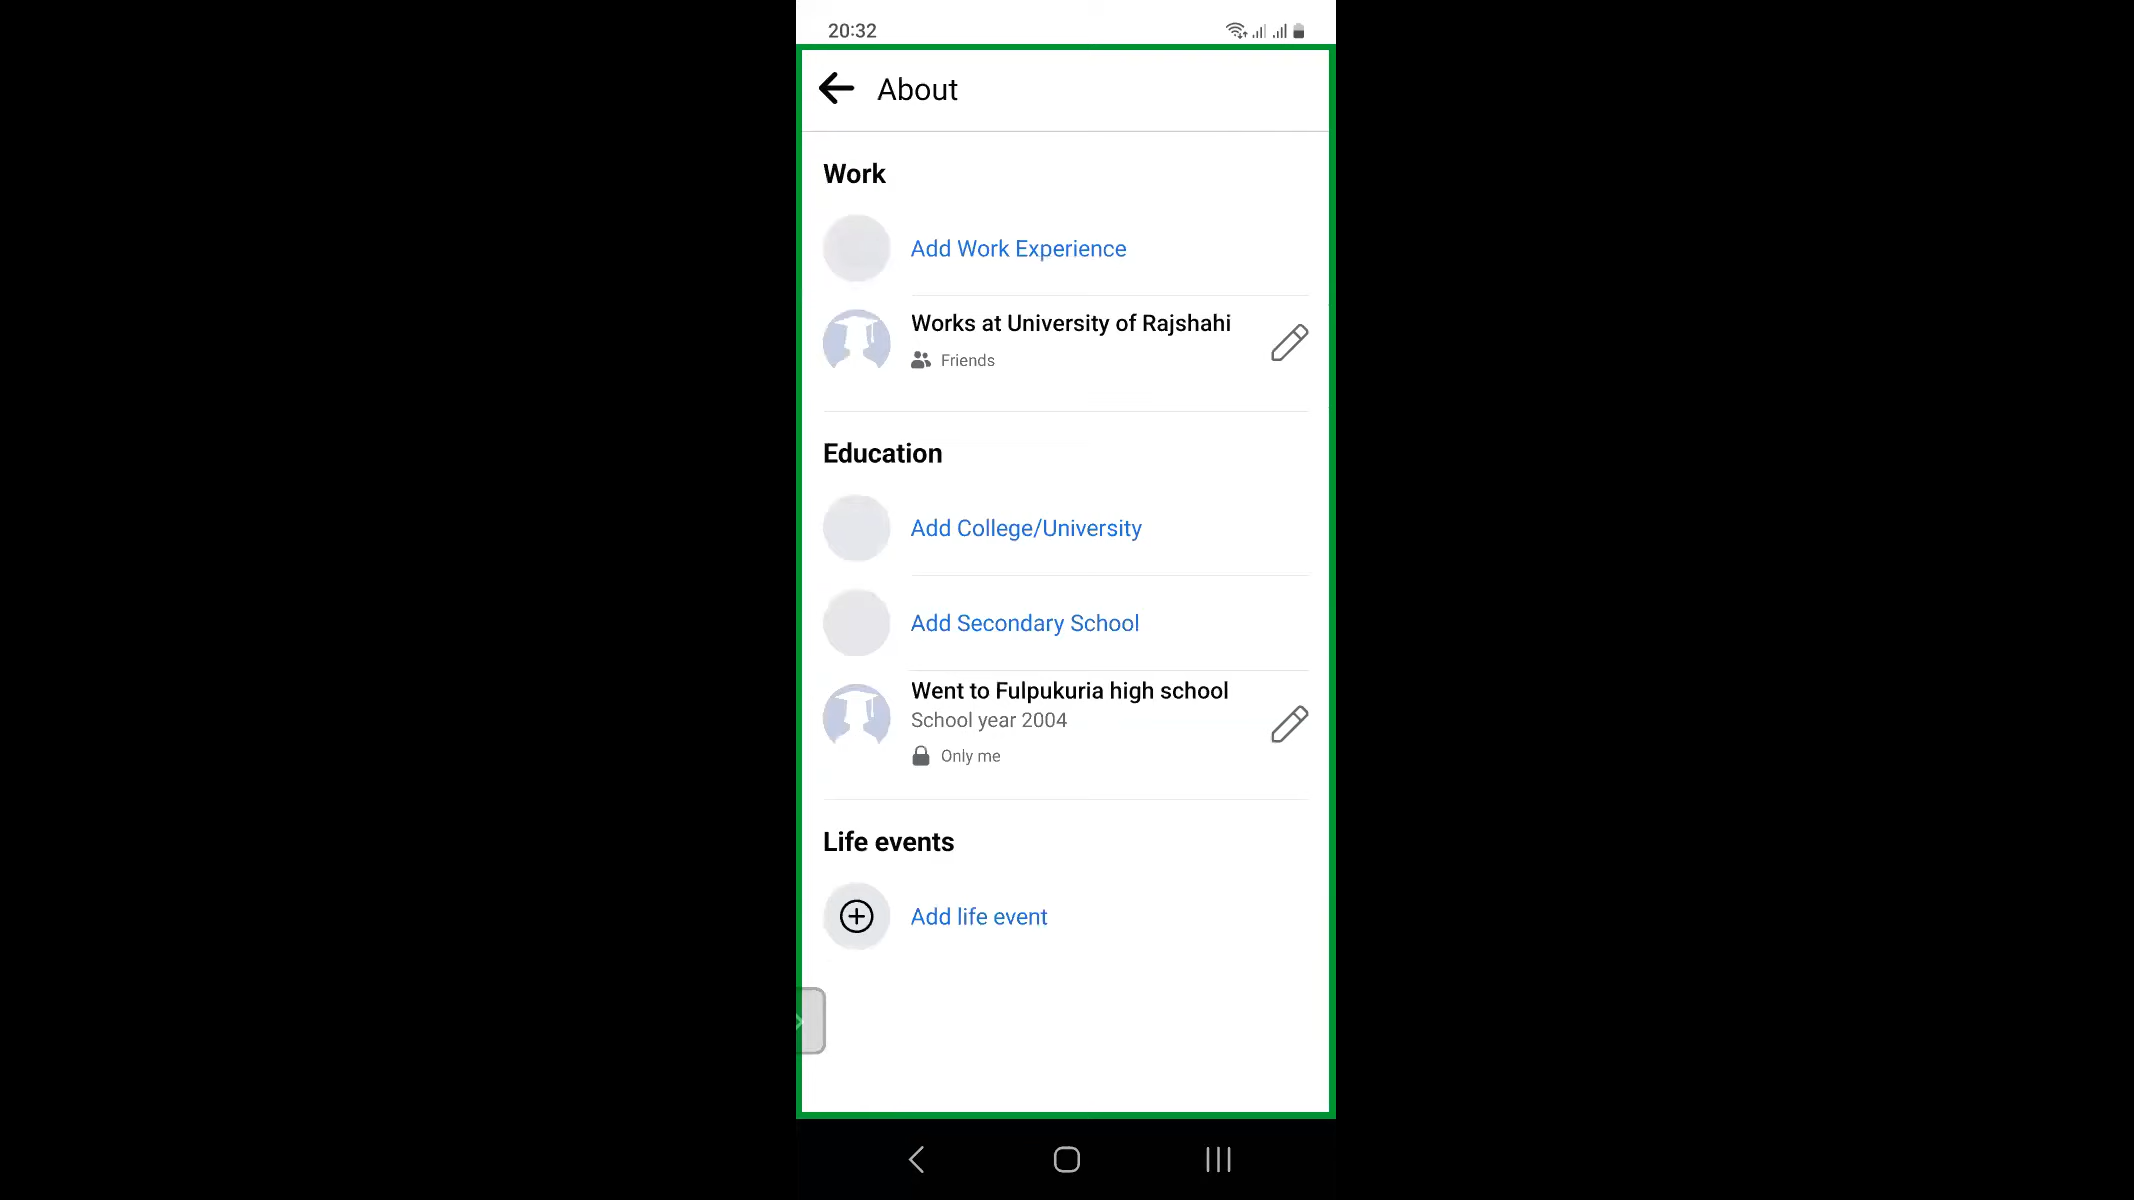 20:32
About
Work
Add Work Experience
Works at University of Rajshahi
Friends
Education
Add College/University
Add Secondary School
Went to Fulpukuria high school
School year 2004
Only me
Life events
Add life event